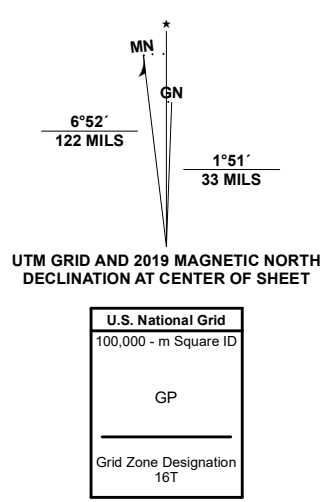 ★
MN
GN
6°52´
122 MILS
1°51´
33 MILS
UTM GRID AND 2019 MAGNETIC NORTH
DECLINATION AT CENTER OF SHEET
U.S. National Grid
100,000 - m Square ID
GP
Grid Zone Designation
16T